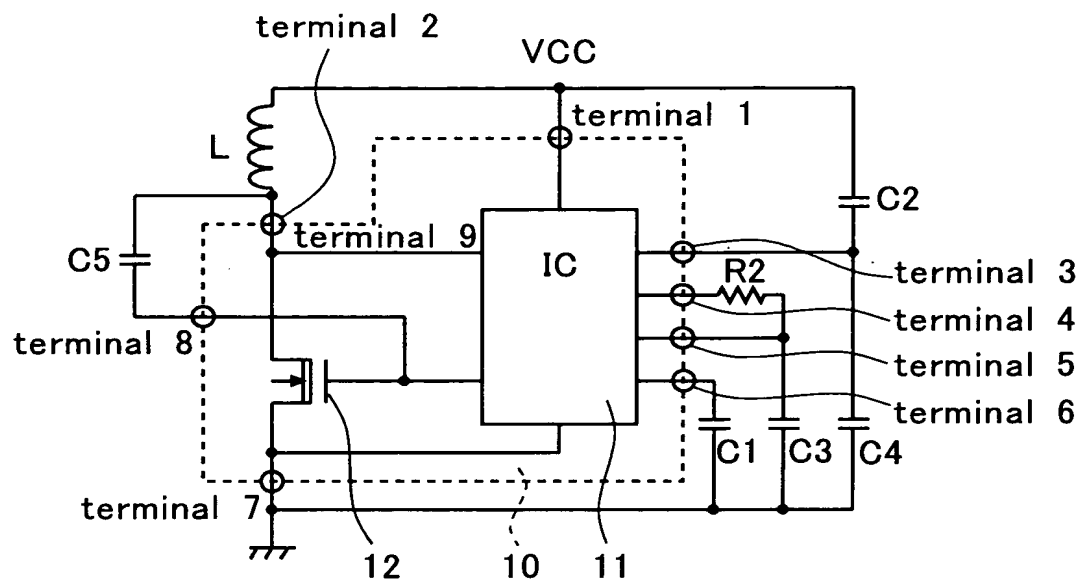 terminal 2
VCC
terminal 1
L
C2
terminal 9
IC
C5
R2
terminal 3
terminal 8
terminal 4
terminal 5
terminal 6
C1
C3
C4
terminal 7
12
10
11